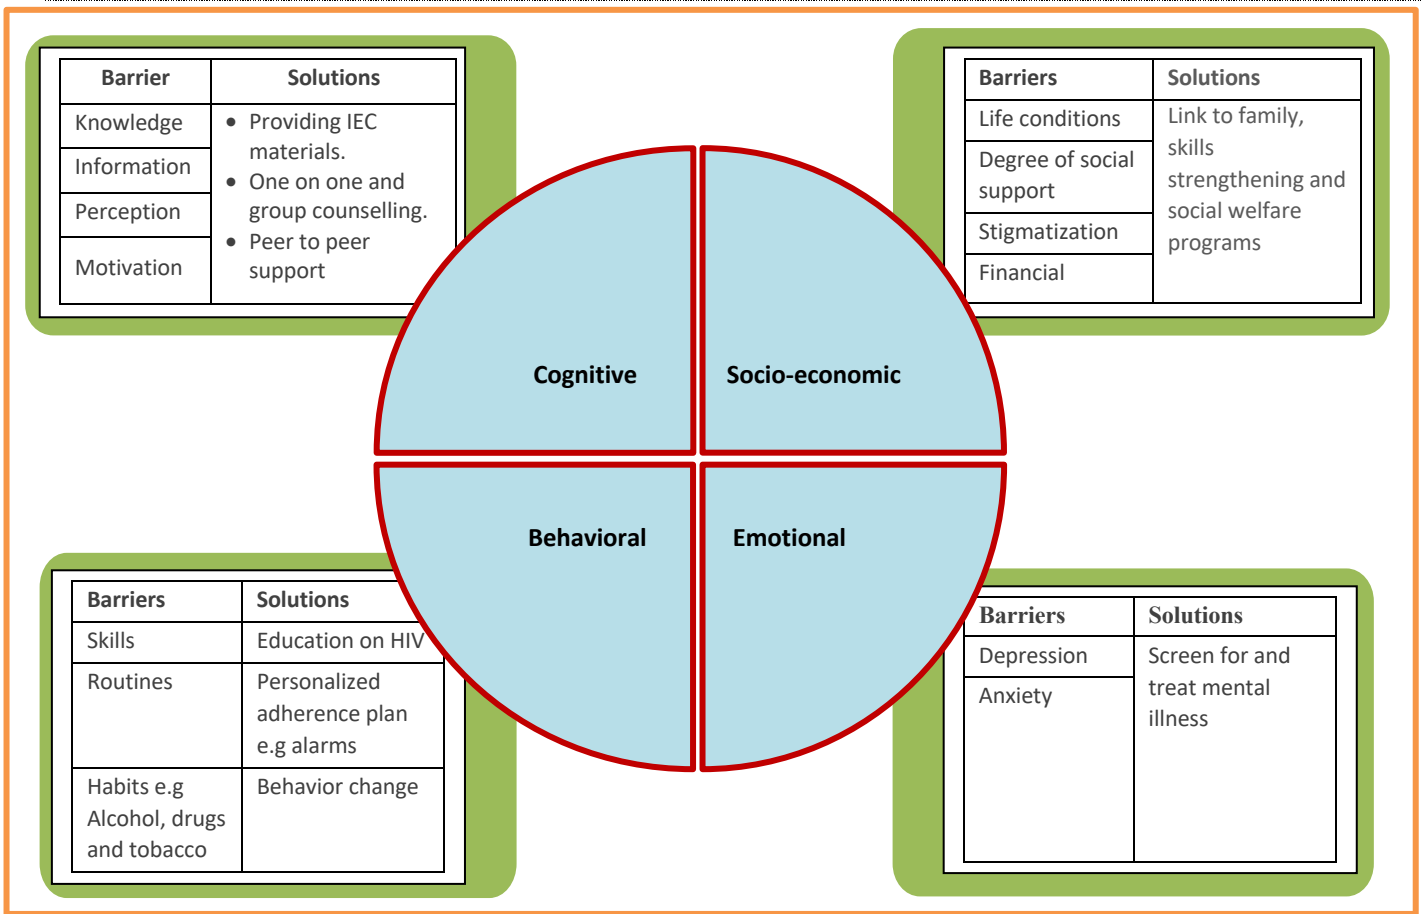 Barrier
Solutions
Knowledge
Information
Perception
Motivation
• Providing IEC
materials.
• One on one and
group counselling.
• Peer to peer
support
Barriers
Solutions
Life conditions
Degree of social
support
Stigmatization
Financial
Link to family,
skills
strengthening and
social welfare
programs
Cognitive
Socio-economic
Behavioral
Emotional
Barriers
Solutions
Skills
Education on HIV
Routines
Personalized
adherence plan
e.g alarms
Habits e.g
Alcohol, drugs
and tobacco
Behavior change
Barriers
Solutions
Depression
Anxiety
Screen for and
treat mental
illness